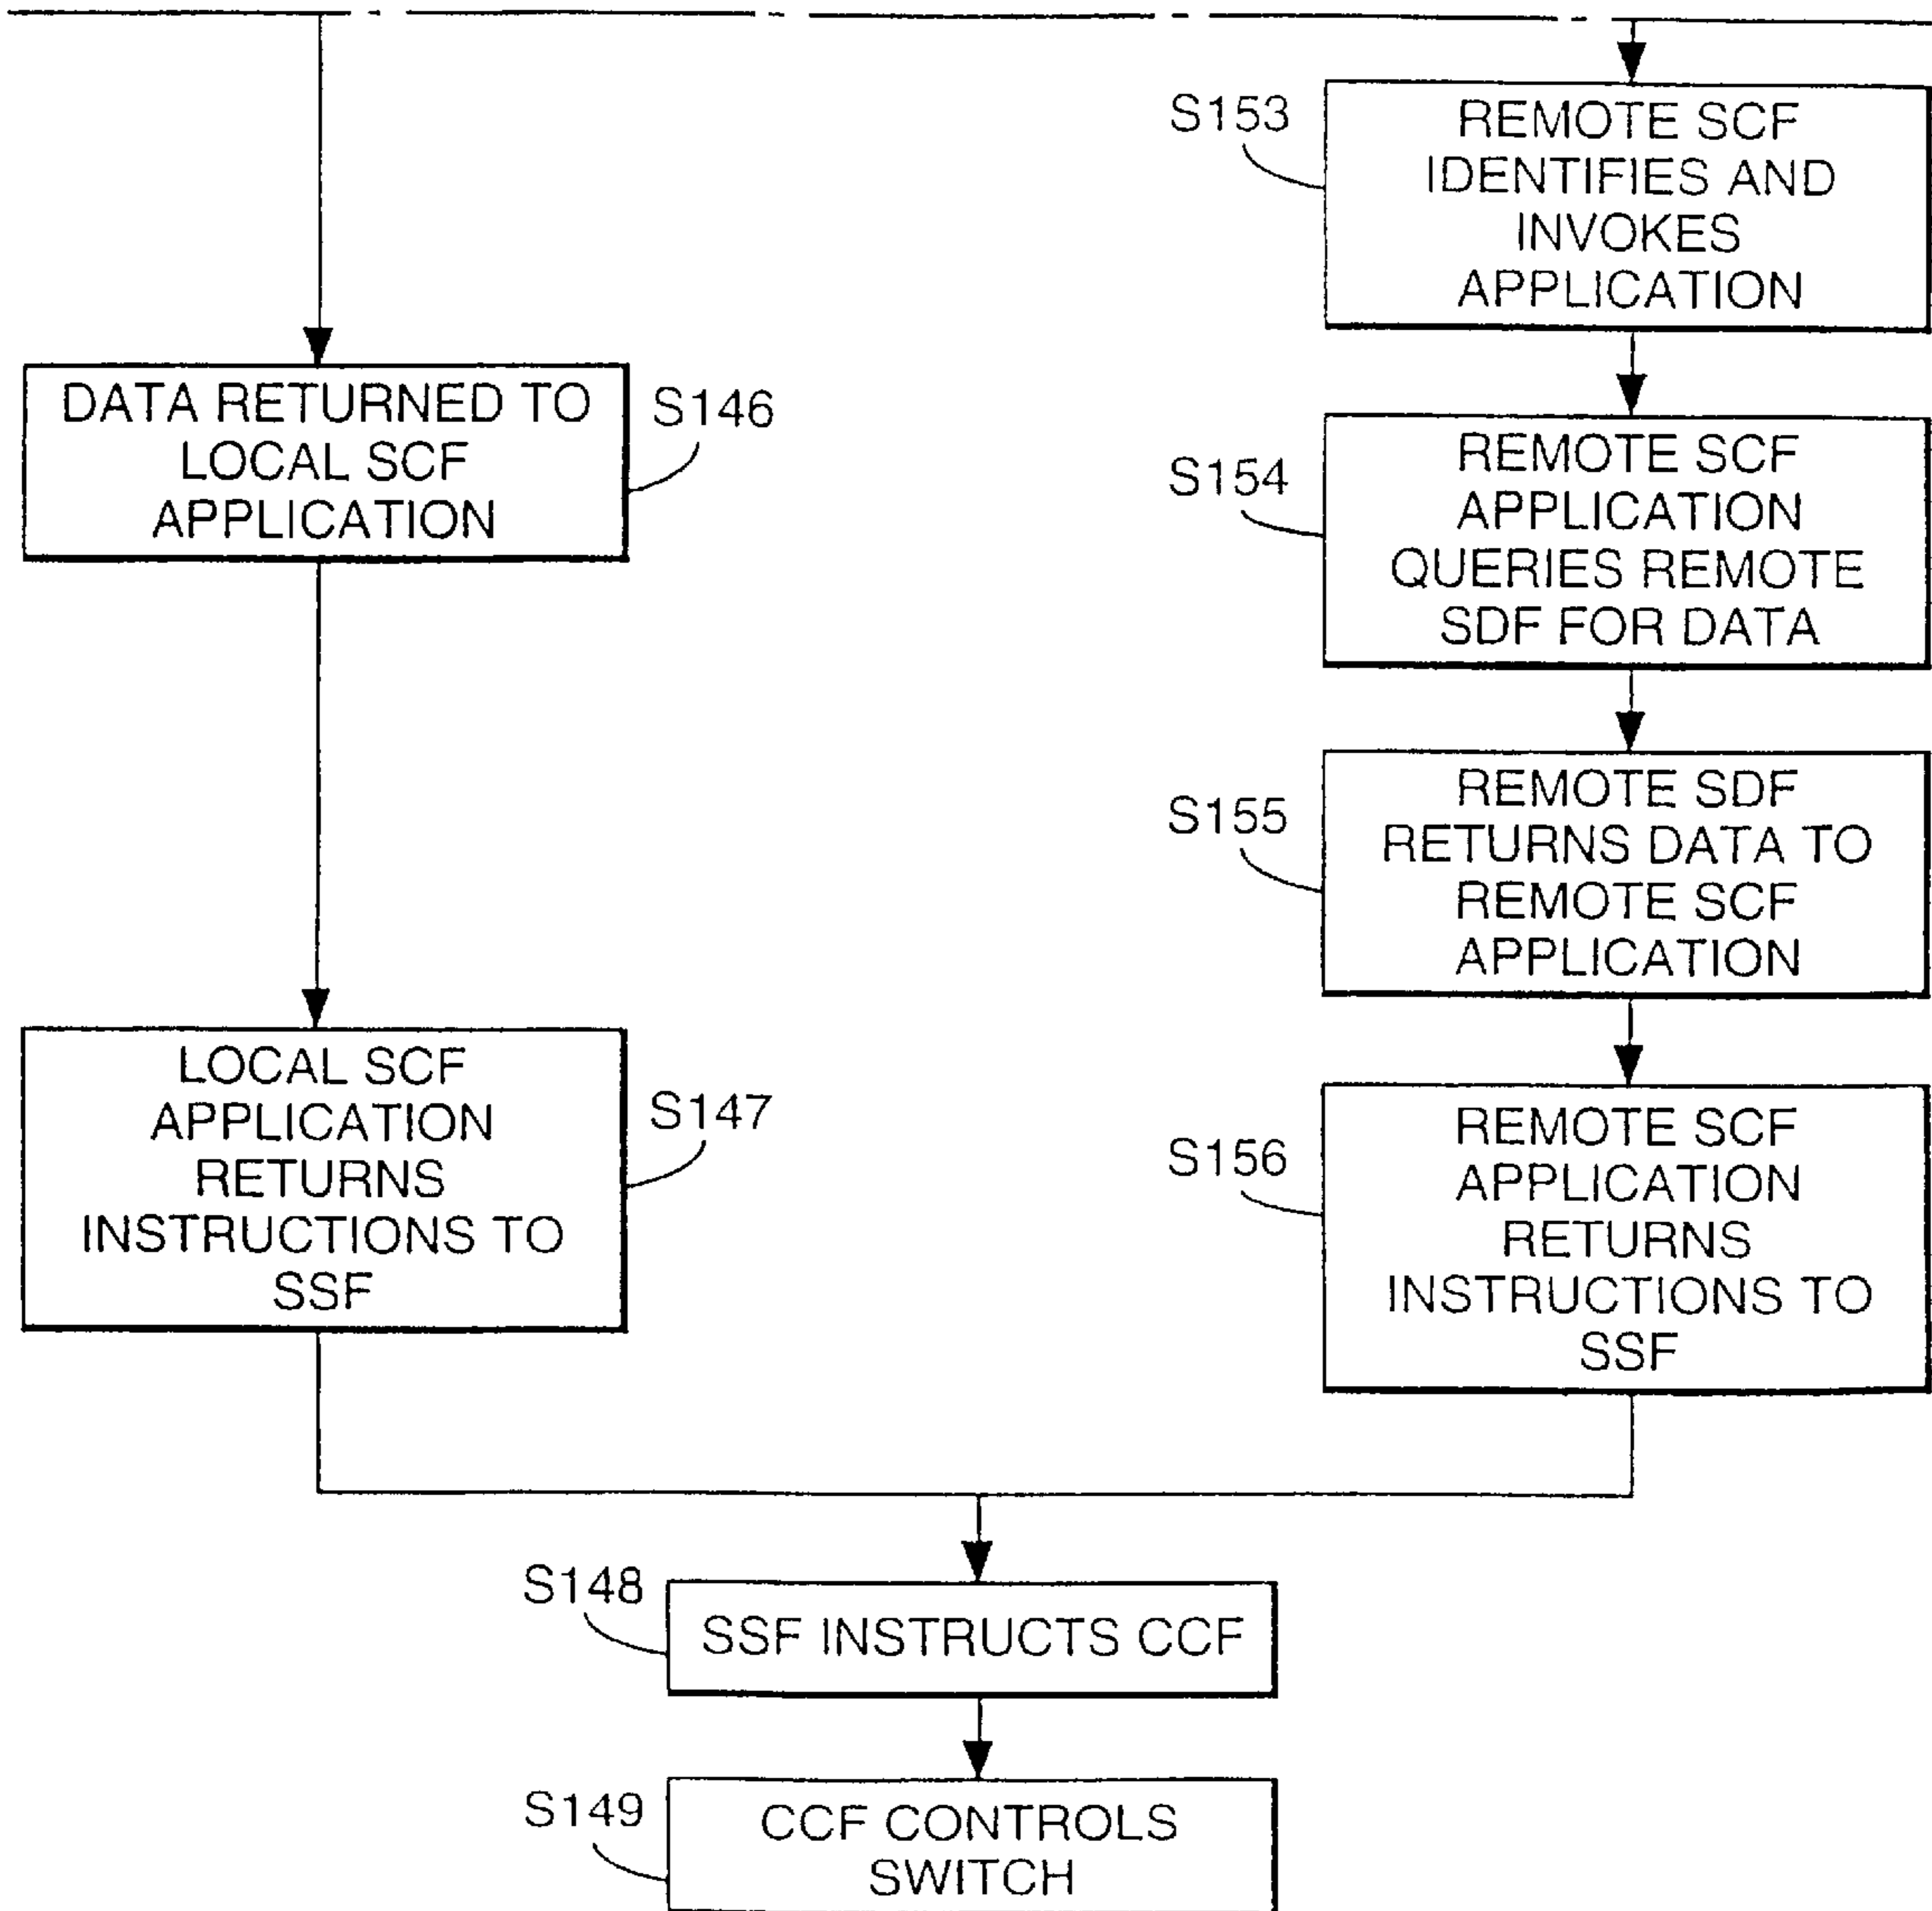 S153
REMOTE SCF
IDENTIFIES AND
INVOKES
APPLICATION
DATA RETURNED TO
LOCAL SCF
APPLICATION
S146
S154
REMOTE SCF
APPLICATION
QUERIES REMOTE
SDF FOR DATA
S155
REMOTE SDF
RETURNS DATA TO
REMOTE SCF
APPLICATION
LOCAL SCF
APPLICATION
RETURNS
INSTRUCTIONS TO
SSF
S147
S156
REMOTE SCF
APPLICATION
RETURNS
INSTRUCTIONS TO
SSF
S148
SSF INSTRUCTS CCF
S149
CCF CONTROLS
SWITCH